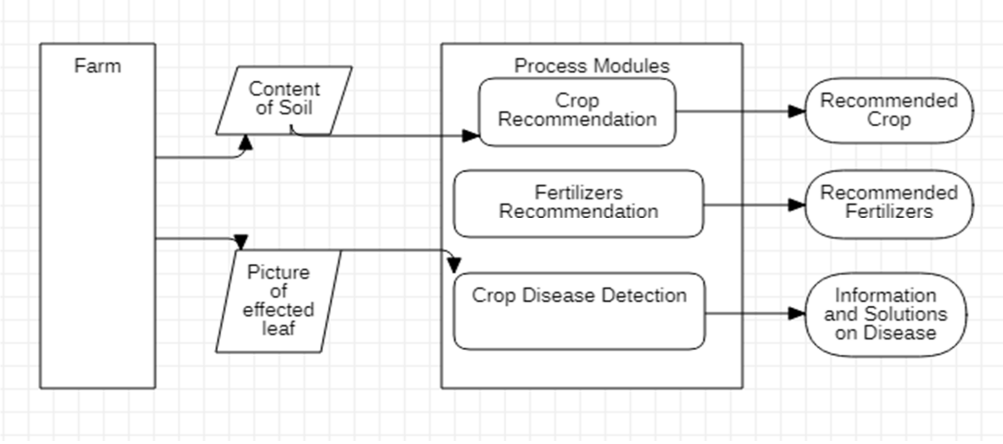 Farm
Content
of Soil
Picture
of
effected
leaf
Process Modules
Crop
Recommendation
Fertilizers
Recommendation
Crop Disease Detection
Recommended
Crop
Recommended
Fertilizers
Information
and Solutions
on Disease